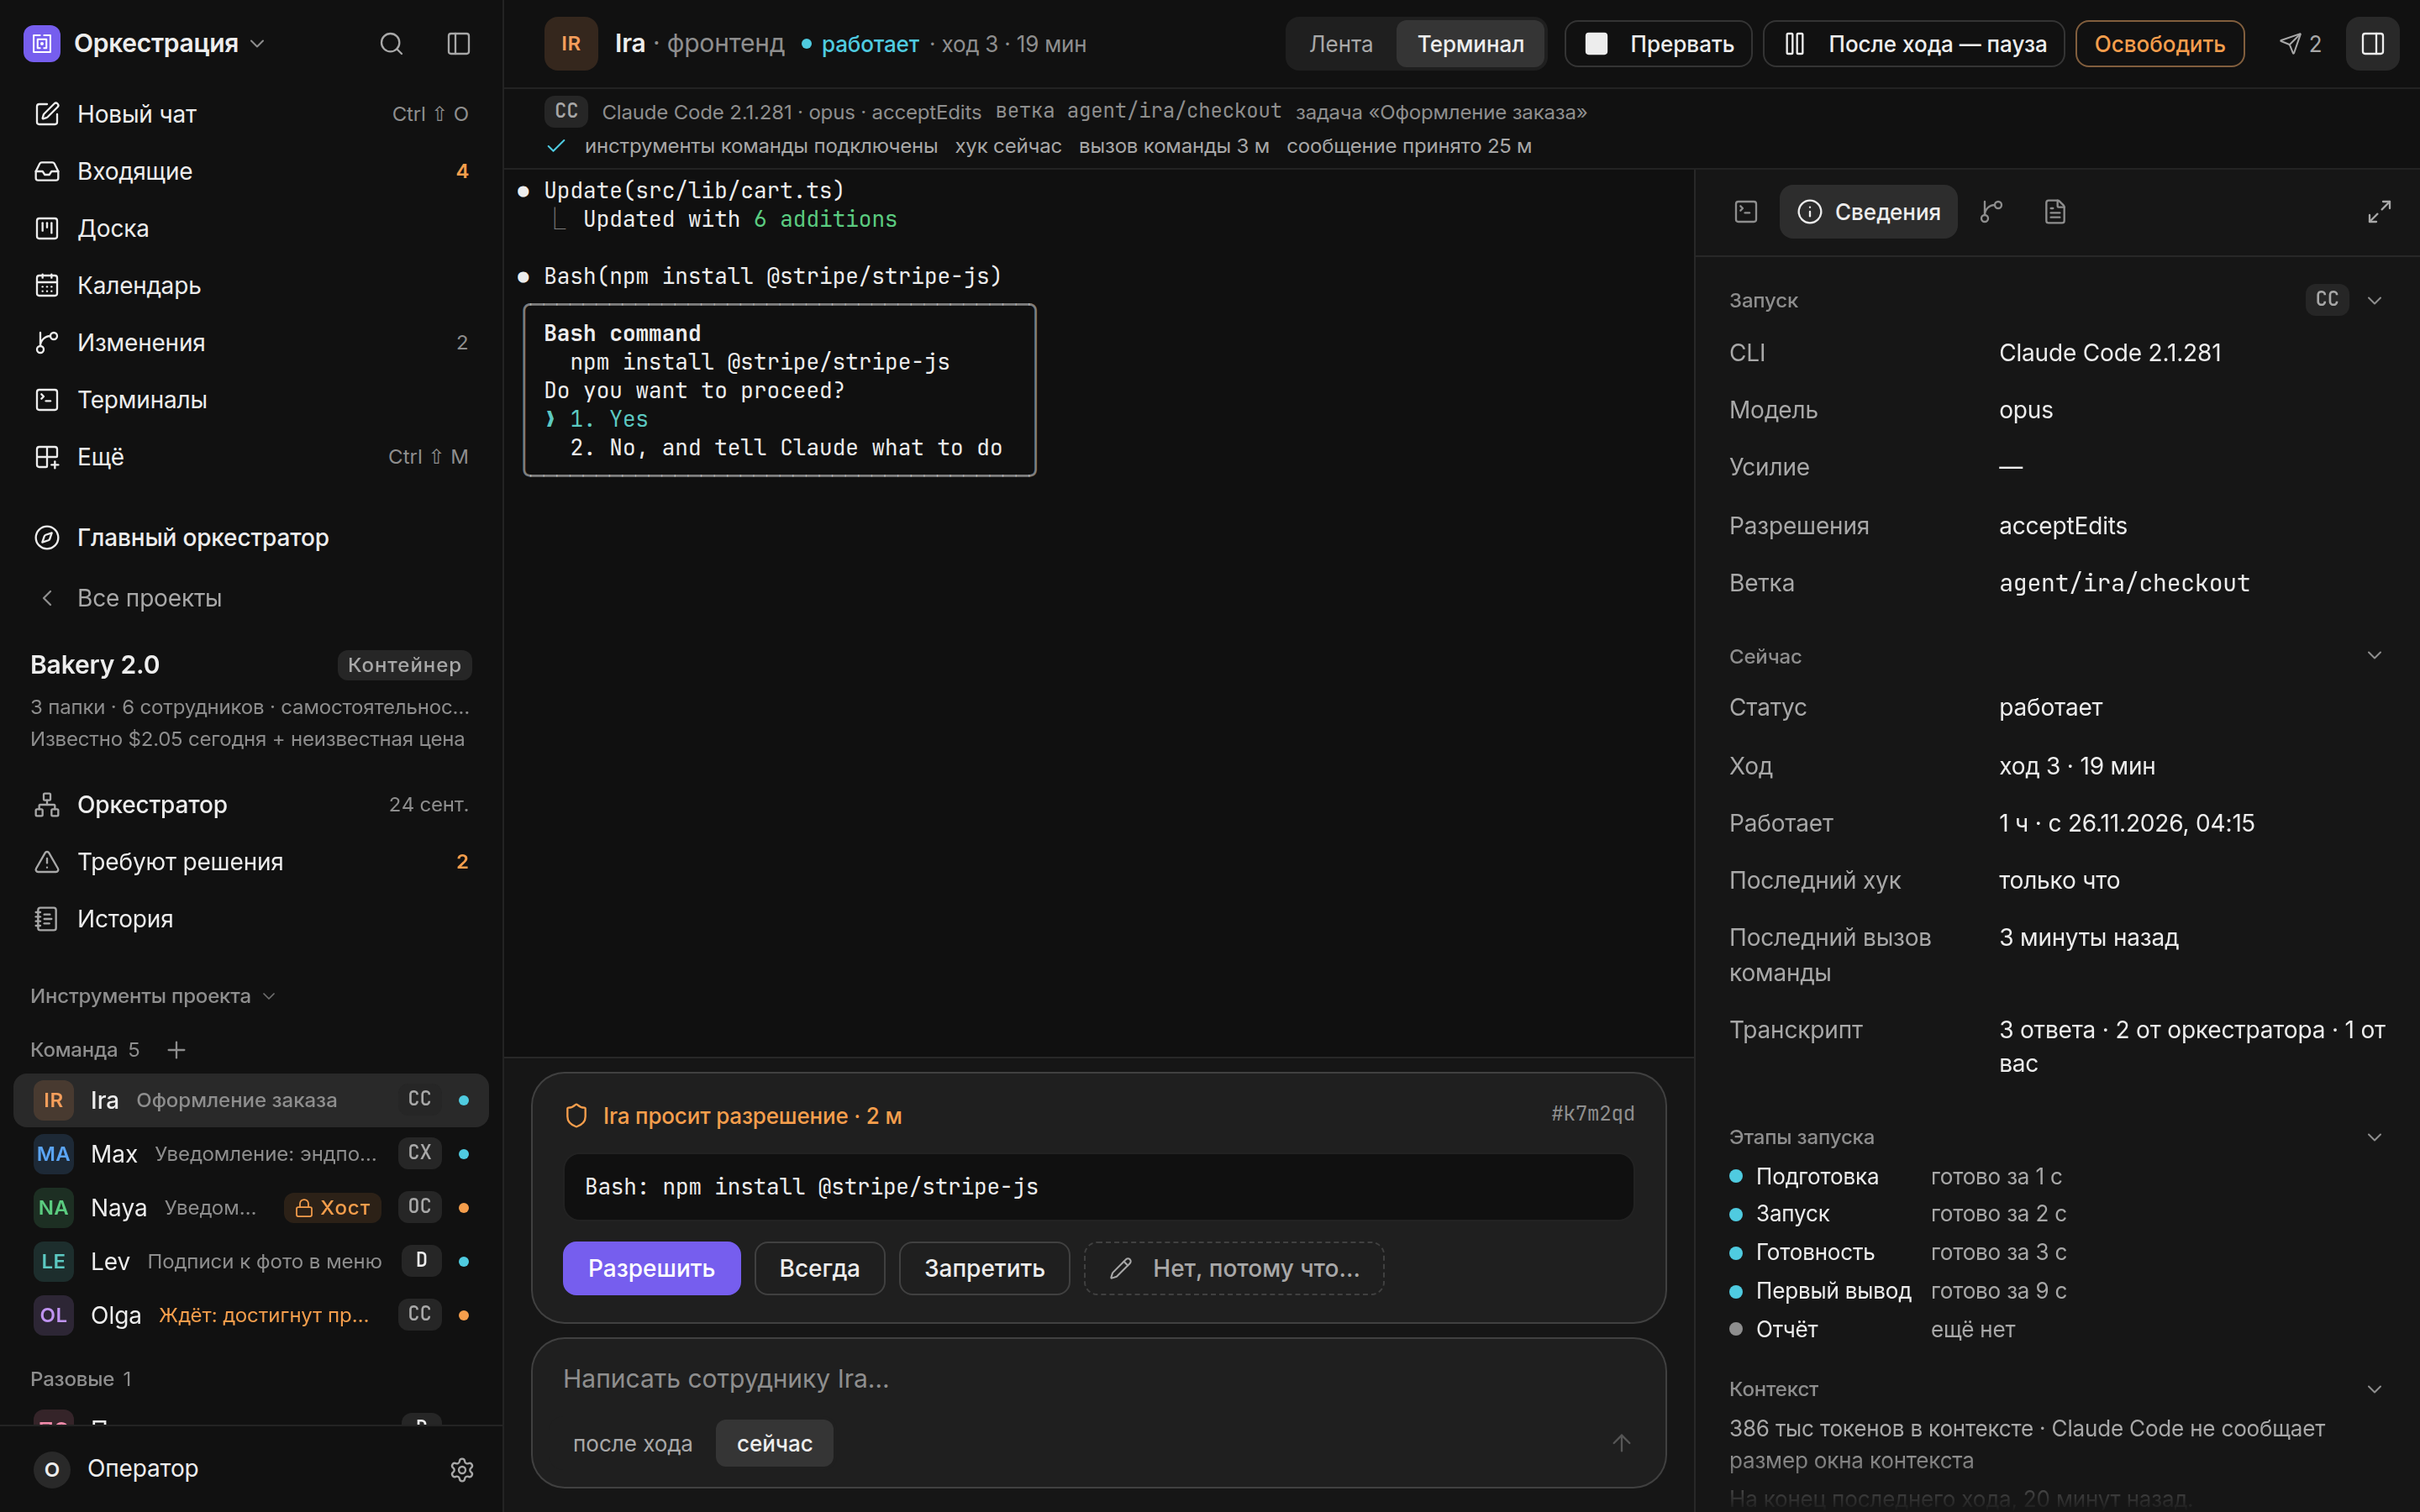 Оркестрация
Новый чат Ctrl ⇧ O
Входящие 4
Доска
Календарь
Изменения 2
Терминалы
Ещё Ctrl ⇧ M
Главный оркестратор
Все проекты
Bakery 2.0 Контейнер
3 папки · 6 сотрудников · самостоятельнос...
Известно $2.05 сегодня + неизвестная цена
Оркестратор 24 сент.
Требуют решения 2
История
Инструменты проекта
Команда 5
IR Ira Оформление заказа CC
MA Max Уведомление: эндпо... CX
NA Naya Уведом... Хост OC
LE Lev Подписи к фото в меню D
OL Olga Ждёт: достигнут пр... CC
Разовые 1
O Оператор
IR Ira · фронтенд работает · ход 3 · 19 мин
Лента Терминал Прервать После хода — пауза Освободить 2
CC Claude Code 2.1.281 · opus · acceptEdits ветка agent/ira/checkout задача «Оформление заказа»
инструменты команды подключены хук сейчас вызов команды 3 м сообщение принято 25 м
● Update(src/lib/cart.ts)
⎿ Updated with 6 additions
● Bash(npm install @stripe/stripe-js)
Bash command
npm install @stripe/stripe-js
Do you want to proceed?
❯ 1. Yes
2. No, and tell Claude what to do
Ira просит разрешение · 2 м #k7m2qd
Bash: npm install @stripe/stripe-js
Разрешить Всегда Запретить Нет, потому что...
Написать сотруднику Ira...
после хода сейчас
Сведения
Запуск CC
CLI Claude Code 2.1.281
Модель opus
Усилие —
Разрешения acceptEdits
Ветка agent/ira/checkout
Сейчас
Статус работает
Ход ход 3 · 19 мин
Работает 1 ч · с 26.11.2026, 04:15
Последний хук только что
Последний вызов команды 3 минуты назад
Транскрипт 3 ответа · 2 от оркестратора · 1 от
вас
Этапы запуска
Подготовка готово за 1 с
Запуск готово за 2 с
Готовность готово за 3 с
Первый вывод готово за 9 с
Отчёт ещё нет
Контекст
386 тыс токенов в контексте · Claude Code не сообщает
размер окна контекста
На конец последнего хода, 20 минут назад.